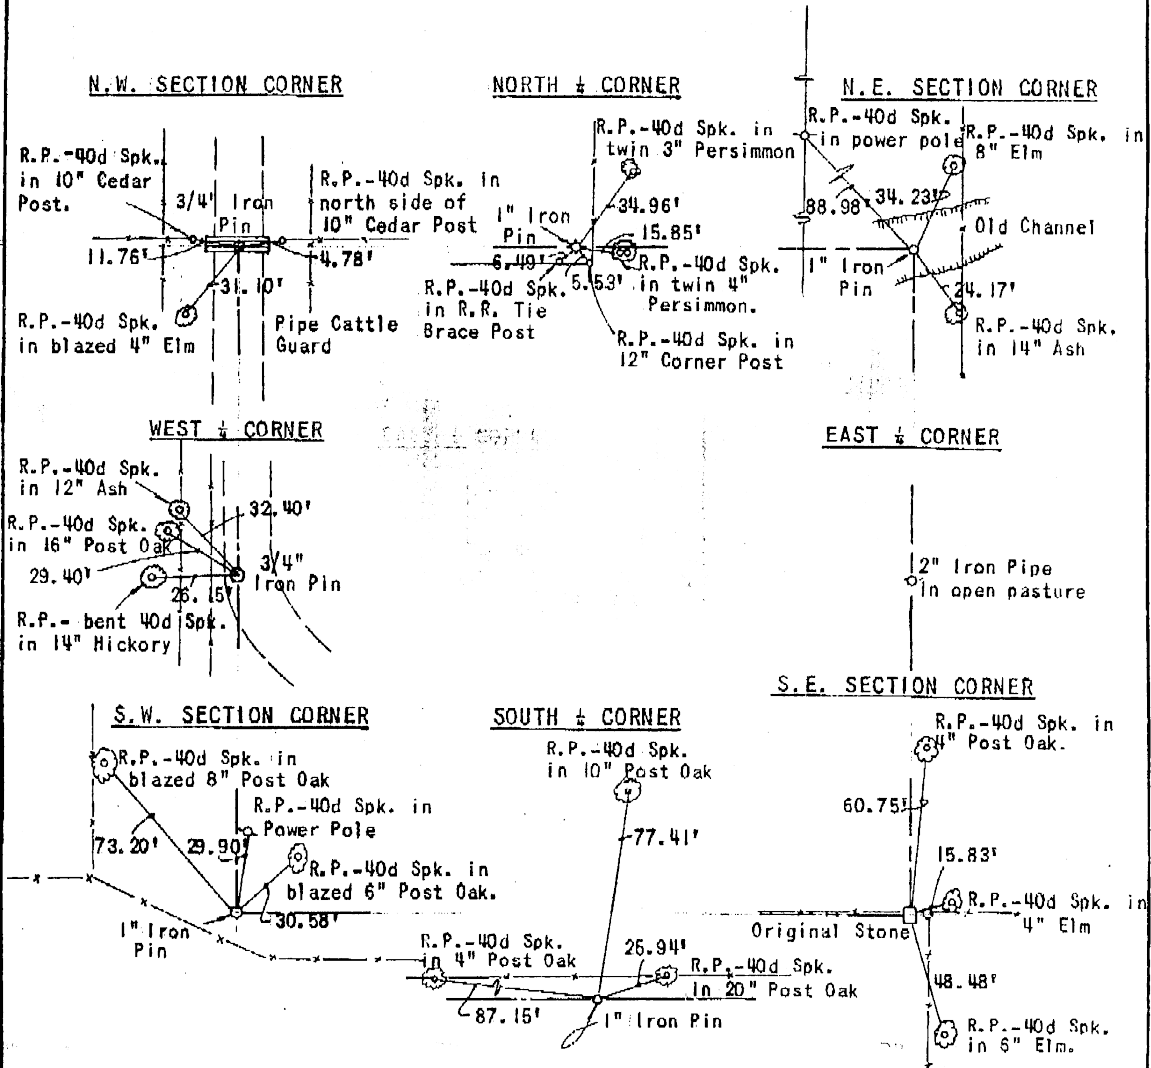 N.W. SECTION CORNER
R.P.-40d Spk.
in 10" Cedar
Post.
3/4' Iron
Pin
R.P.-40d Spk. in
north side of
10" Cedar Post
11.76'
4.78'
31.10'
R.P.-40d Spk.
in blazed 4" Elm
Pipe Cattle
Guard
NORTH ¼ CORNER
R.P.-40d Spk. in
twin 3" Persimmon
34.96'
1" Iron
Pin
15.85'
6.49'
5.53'
R.P.-40d Spk.
in twin 4"
Persimmon.
R.P.-40d Spk.
in R.R. Tie
Brace Post
R.P.-40d Spk. in
12" Corner Post
N.E. SECTION CORNER
R.P.-40d Spk.
in power pole
R.P.-40d Spk. in
8" Elm
88.98'
34.23'
Old Channel
1" Iron
Pin
24.17'
R.P.-40d Spk.
in 14" Ash
WEST ¼ CORNER
R.P.-40d Spk.
in 12" Ash
32.40'
R.P.-40d Spk.
in 16" Post Oak
29.40'
3/4"
Iron Pin
26.15'
R.P.- bent 40d Spk.
in 14" Hickory
EAST ¼ CORNER
2" Iron Pipe
in open pasture
S.W. SECTION CORNER
R.P.-40d Spk. in
blazed 8" Post Oak
R.P.-40d Spk. in
Power Pole
73.20'
29.90'
R.P.-40d Spk. in
blazed 6" Post Oak.
30.58'
1" Iron
Pin
SOUTH ¼ CORNER
R.P.-40d Spk.
in 10" Post Oak
77.41'
R.P.-40d Spk.
in 4" Post Oak
25.94'
R.P.-40d Spk.
in 20" Post Oak
87.15'
1" Iron Pin
S.E. SECTION CORNER
R.P.-40d Spk. in
4" Post Oak.
60.75'
15.83'
R.P.-40d Spk. in
4" Elm
Original Stone
48.48'
R.P.-40d Spk.
in 6" Elm.